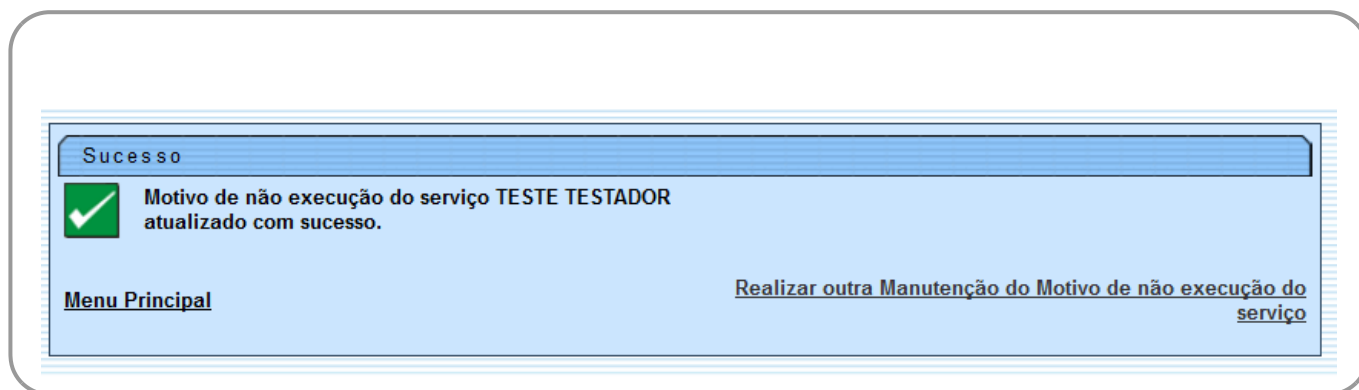 Sucesso
Motivo de não execução do serviço TESTE TESTADOR
atualizado com sucesso.
Menu Principal
Realizar outra Manutenção do Motivo de não execução do
serviço